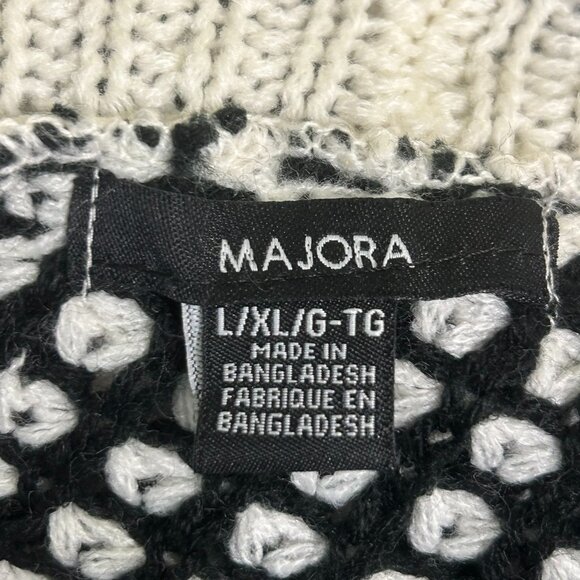 MAJORA
L/XL/G-TG
MADE IN
BANGLADESH
FABRIQUE EN
BANGLADESH